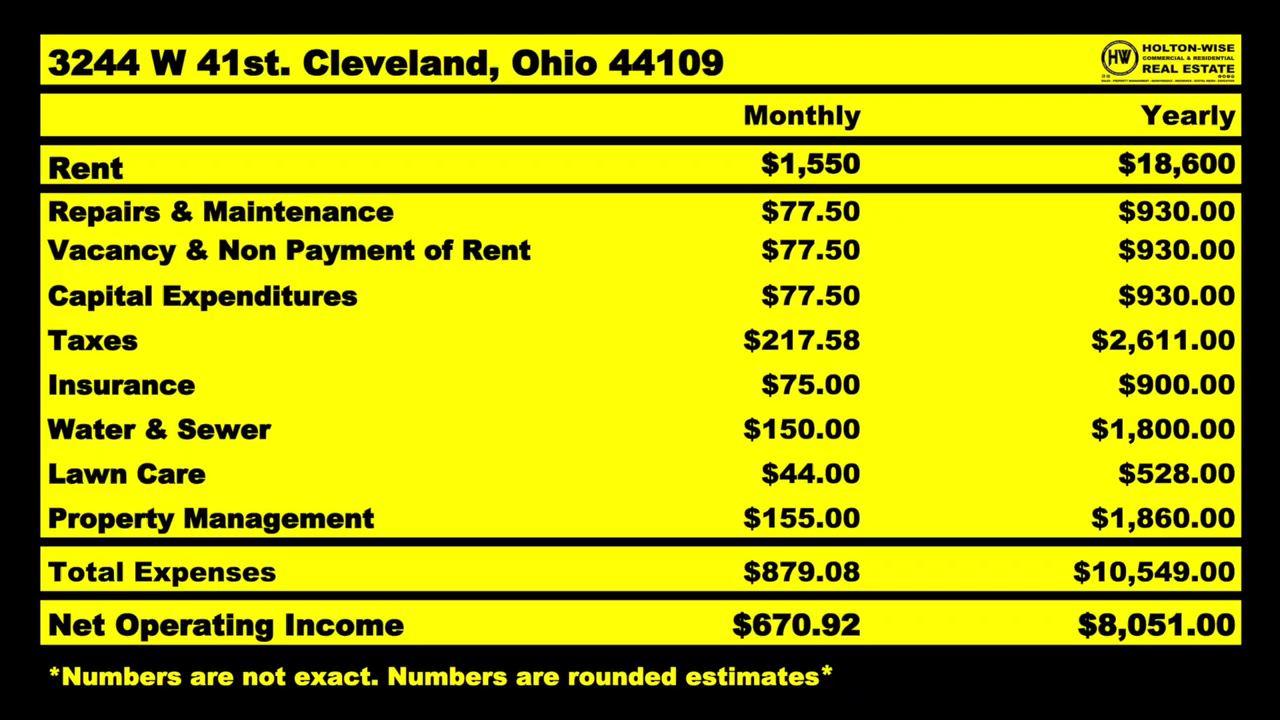 3244 W 41st. Cleveland, Ohio 44109
HW
HOLTON-WISE
COMMERCIAL & RESIDENTIAL
REAL ESTATE
Monthly Yearly
Rent $1,550 $18,600
Repairs & Maintenance $77.50 $930.00
Vacancy & Non Payment of Rent $77.50 $930.00
Capital Expenditures $77.50 $930.00
Taxes $217.58 $2,611.00
Insurance $75.00 $900.00
Water & Sewer $150.00 $1,800.00
Lawn Care $44.00 $528.00
Property Management $155.00 $1,860.00
Total Expenses $879.08 $10,549.00
Net Operating Income $670.92 $8,051.00
*Numbers are not exact. Numbers are rounded estimates*